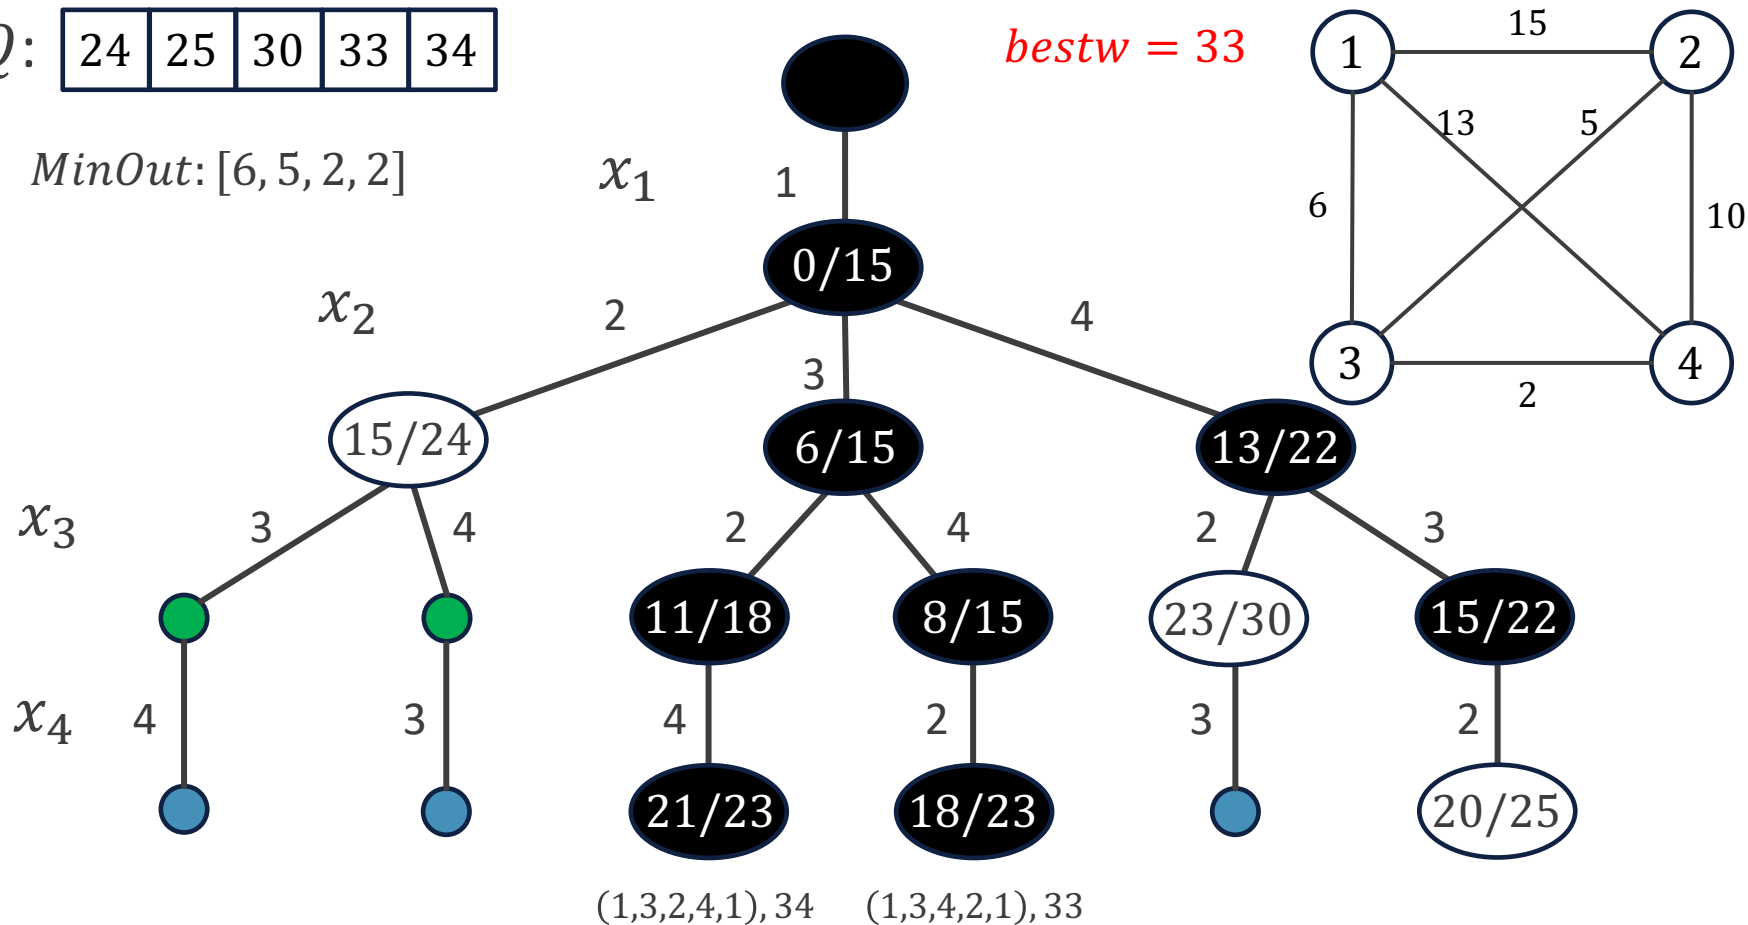 Q: 24 25 30 33 34
bestw = 33
MinOut: [6, 5, 2, 2]
1 15 2
13 5
6 10
3 2 4
x₁ 1
0/15
x₂ 2 3 4
15/24 6/15 13/22
x₃ 3 4 2 4 2 3
11/18 8/15 23/30 15/22
x₄ 4 3 4 2 3 2
21/23 18/23 20/25
(1,3,2,4,1), 34 (1,3,4,2,1), 33